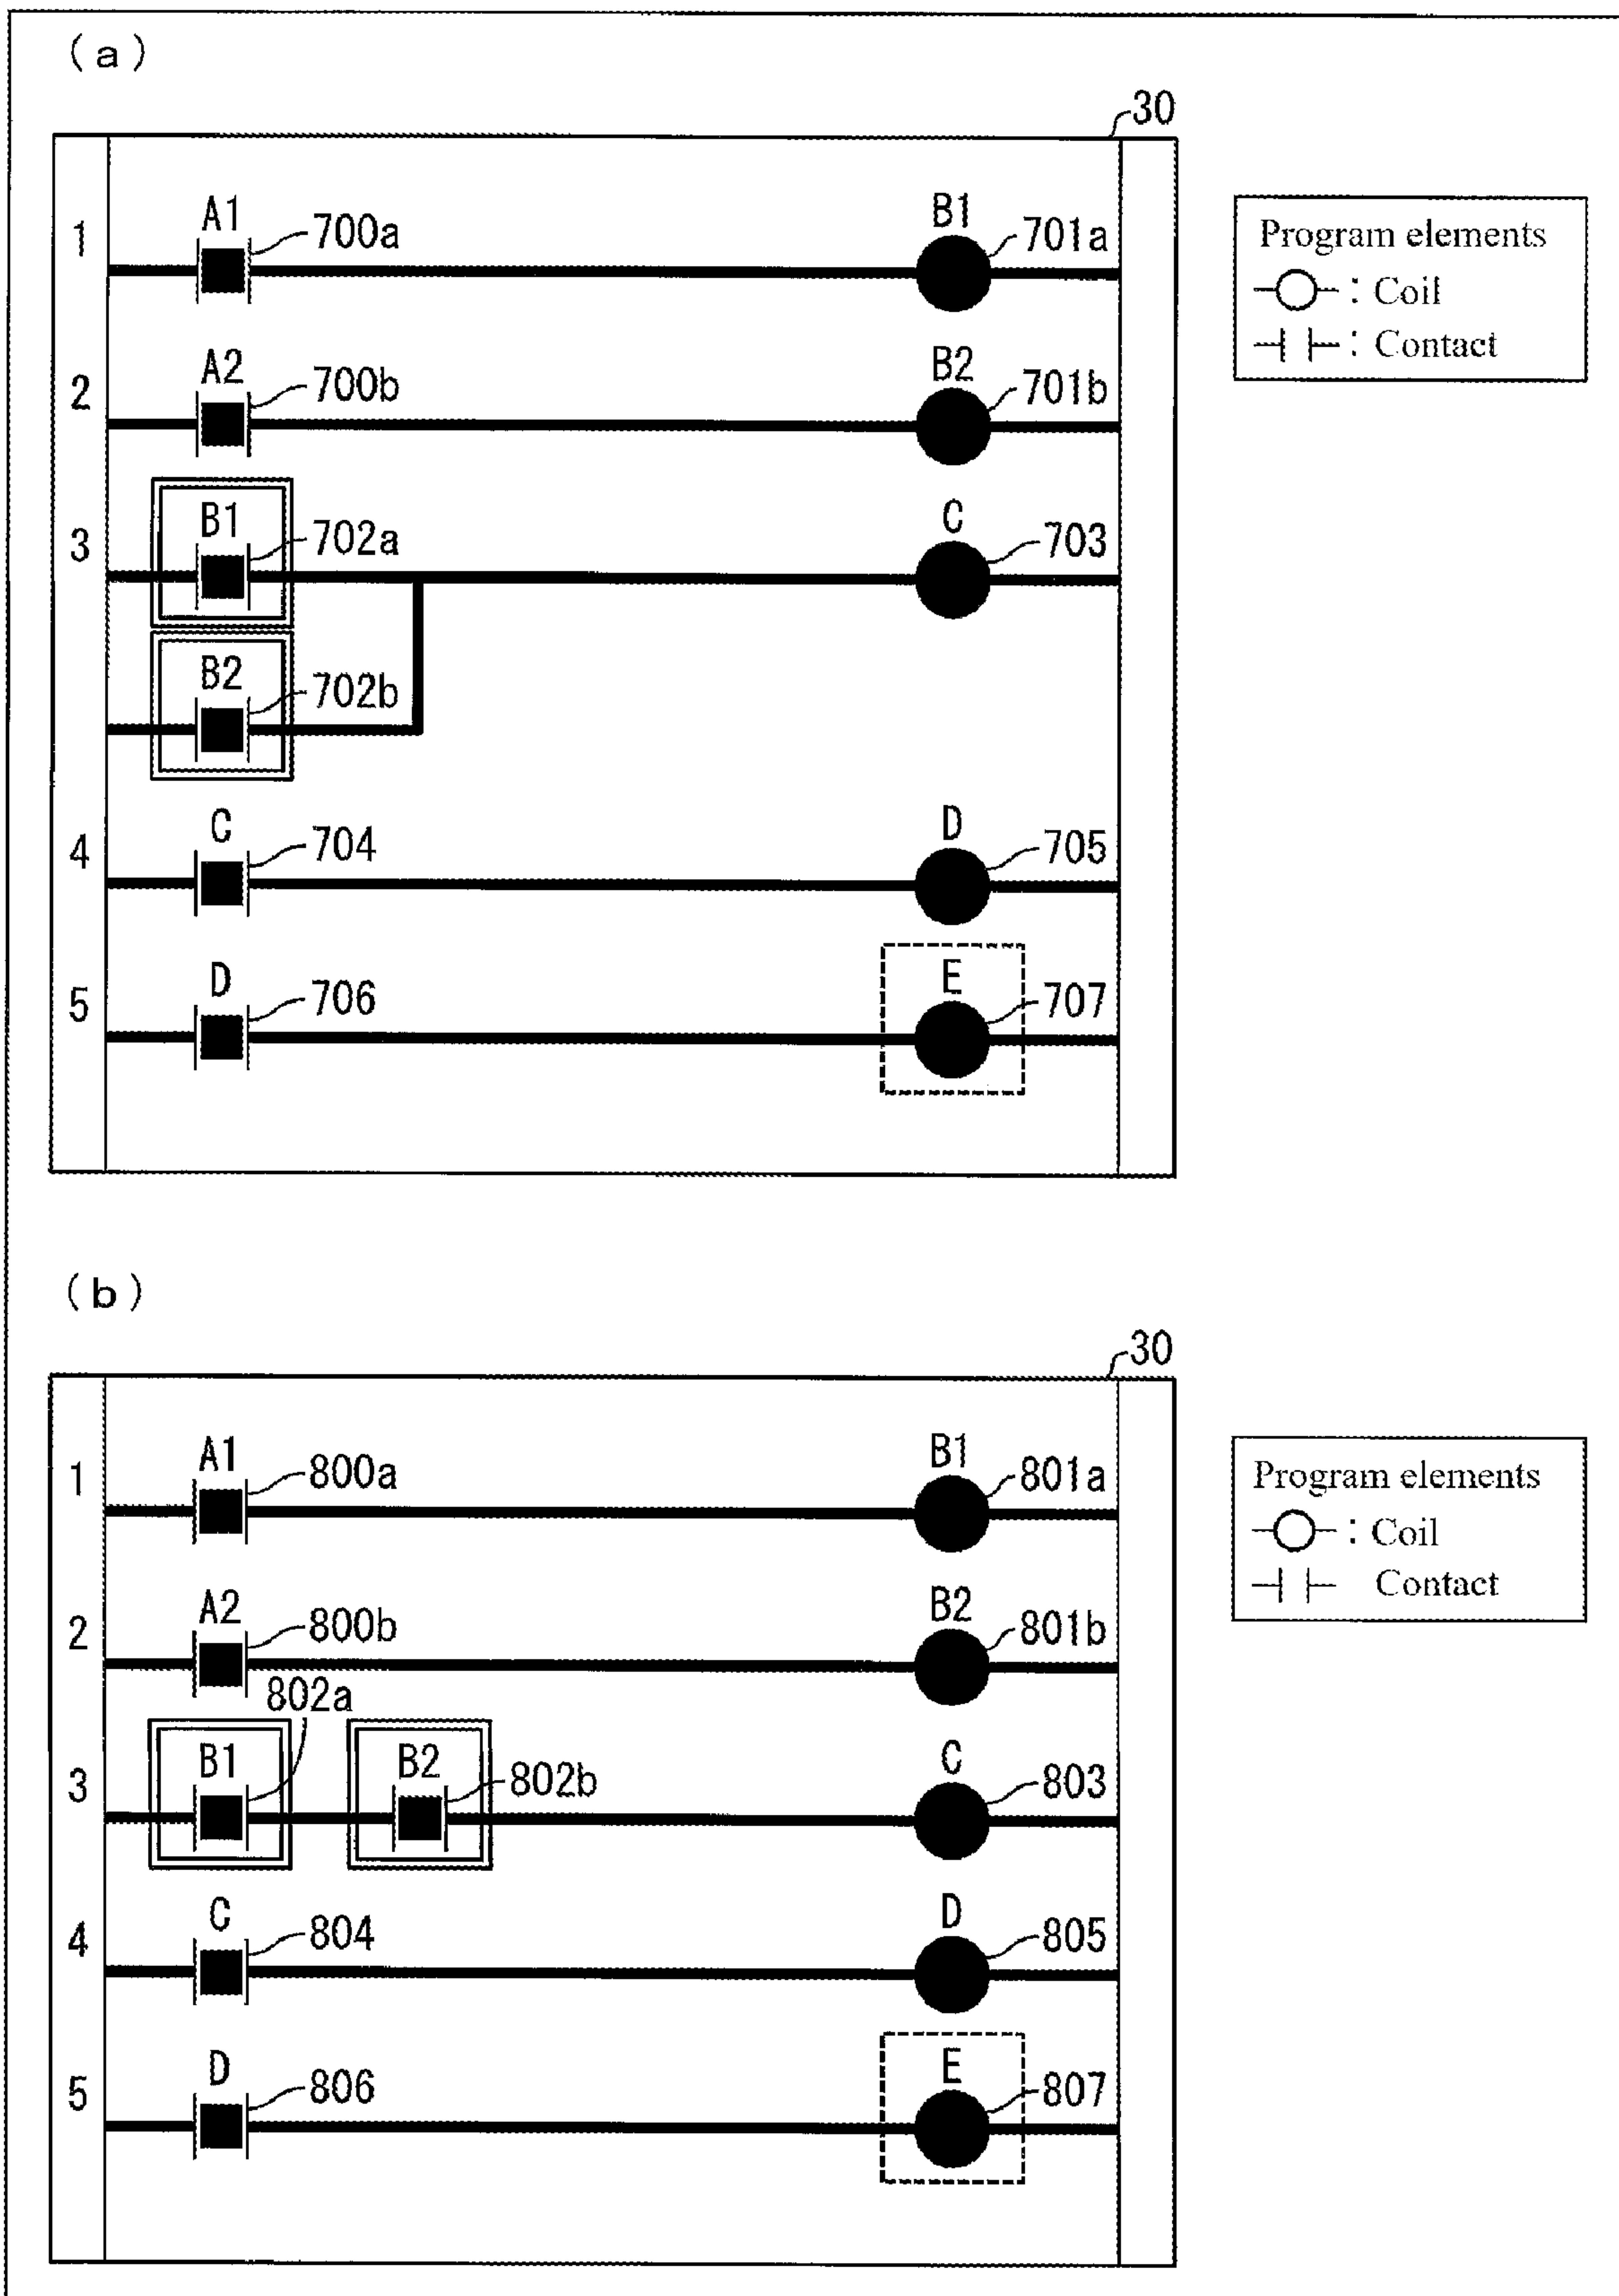 (a)
30
1 A1 700a B1 701a
2 A2 700b B2 701b
3 B1 702a C 703
B2 702b
4 C 704 D 705
5 D 706 E 707
Program elements
: Coil
: Contact
(b)
30
1 A1 800a B1 801a
2 A2 800b B2 801b
802a
3 B1 B2 802b C 803
4 C 804 D 805
5 D 806 E 807
Program elements
: Coil
Contact